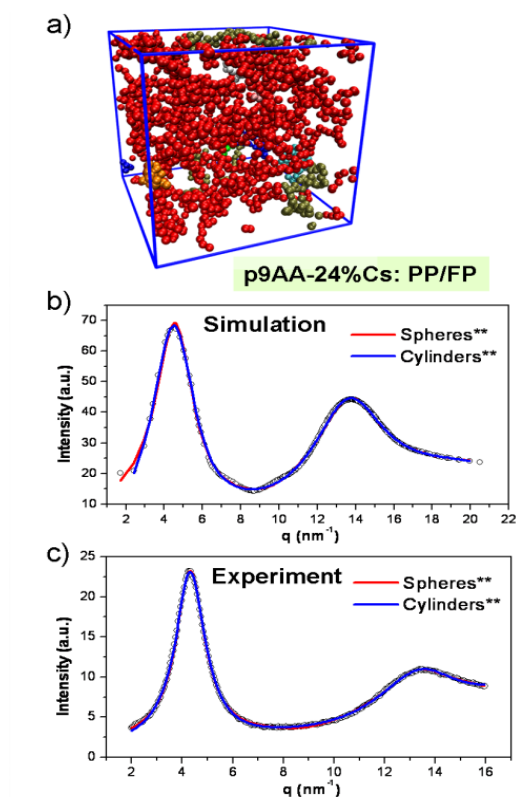 a)
p9AA-24%Cs: PP/FP
b)
Simulation
Spheres**
Cylinders**
70
60
50
40
30
20
10
Intensity (a.u.)
2 4 6 8 10 12 14 16 18 20 22
q (nm⁻¹)
c)
Experiment
Spheres**
Cylinders**
25
20
15
10
5
0
Intensity (a.u.)
2 4 6 8 10 12 14 16
q (nm⁻¹)